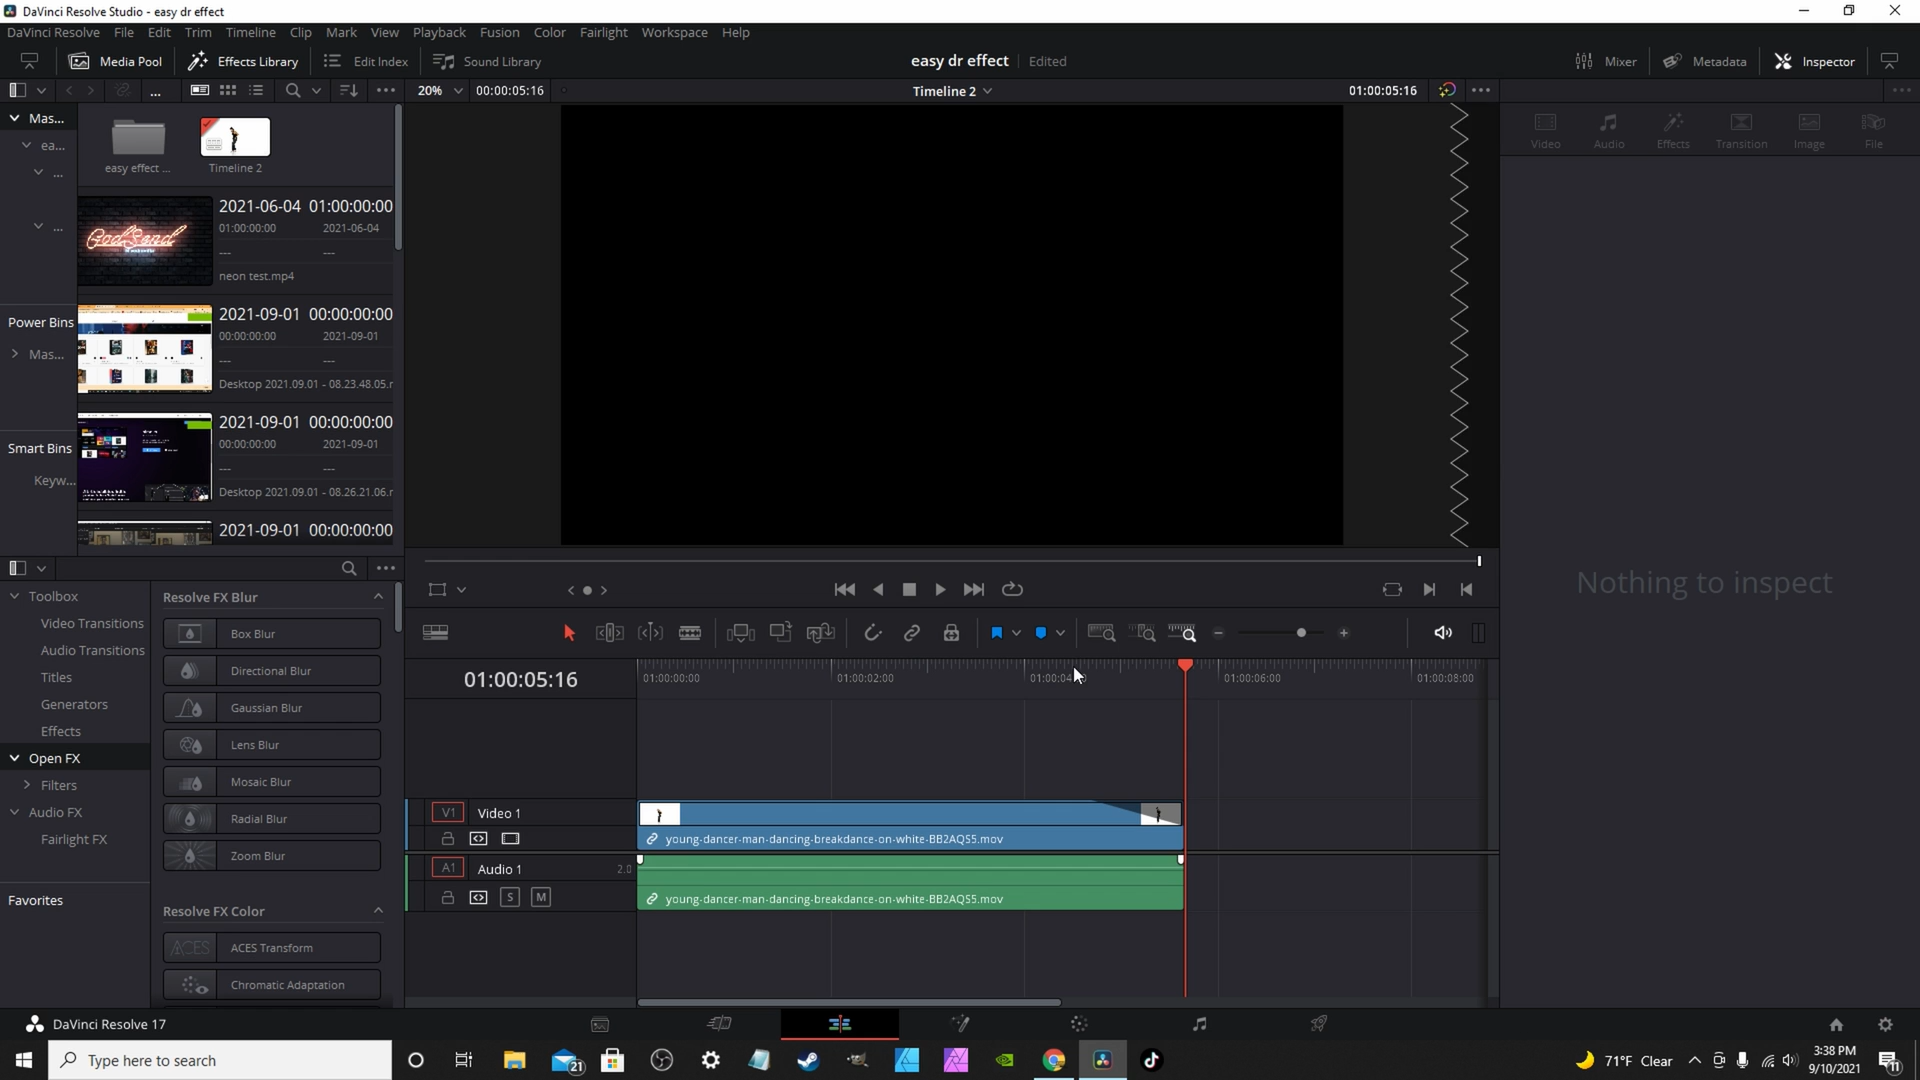 DaVinci Resolve Studio - easy dr effect
DaVinci Resolve File Edit Trim Timeline Clip Mark View Playback Fusion Color Fairlight Workspace Help
Media Pool Effects Library Edit Index Sound Library easy dr effect Edited Mixer Metadata Inspector
... 20% 00:00:05:16 Timeline 2 01:00:05:16
Mas...
ea...
...
...
Power Bins
Mas...
Smart Bins
Keyw...
easy effect ... Timeline 2
2021-06-04 01:00:00:00
01:00:00:00 2021-06-04
--- ---
neon test.mp4
GodSend
2021-09-01 00:00:00:00
00:00:00:00 2021-09-01
--- ---
Desktop 2021.09.01 - 08.23.48.05.
2021-09-01 00:00:00:00
00:00:00:00 2021-09-01
--- ---
Desktop 2021.09.01 - 08.26.21.06.
2021-09-01 00:00:00:00
Video Audio Effects Transition Image File
Nothing to inspect
Toolbox
Video Transitions
Audio Transitions
Titles
Generators
Effects
Open FX
Filters
Audio FX
Fairlight FX
Favorites
Resolve FX Blur
Box Blur
Directional Blur
Gaussian Blur
Lens Blur
Mosaic Blur
Radial Blur
Zoom Blur
Resolve FX Color
ACES ACES Transform
Chromatic Adaptation
01:00:05:16
01:00:00:00 01:00:02:00 01:00:04 01:00:06:00 01:00:08:00
V1 Video 1
young-dancer-man-dancing-breakdance-on-white-BB2AQS5.mov
A1 Audio 1 2.0
S M
young-dancer-man-dancing-breakdance-on-white-BB2AQS5.mov
DaVinci Resolve 17
Type here to search
21
71°F Clear
3:38 PM
9/10/2021
11